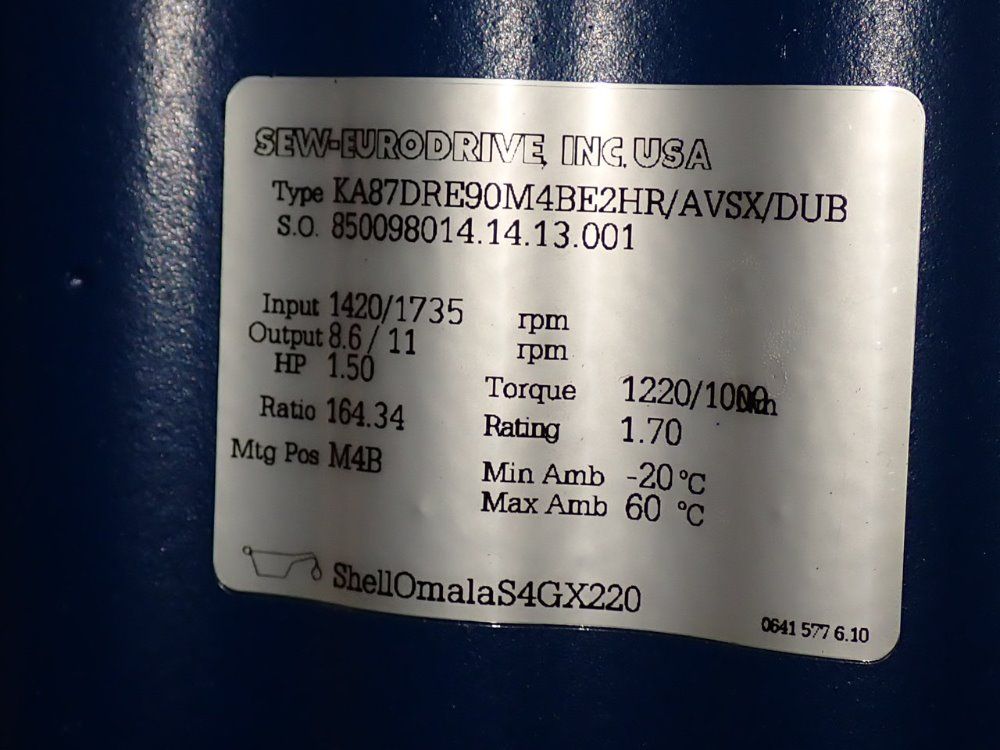 SEW-EURODRIVE, INC. USA
Type KA87DRE90M4BE2HR/AVSX/DUB
S.O. 850098014.14.13.001
Input 1420/1735 rpm
Output 8.6 / 11 rpm
HP 1.50
Torque 1220/1000 Nm
Ratio 164.34
Rating 1.70
Mtg Pos M4B
Min Amb -20 °C
Max Amb 60 °C
ShellOmalaS4GX220
0641 577 6.10